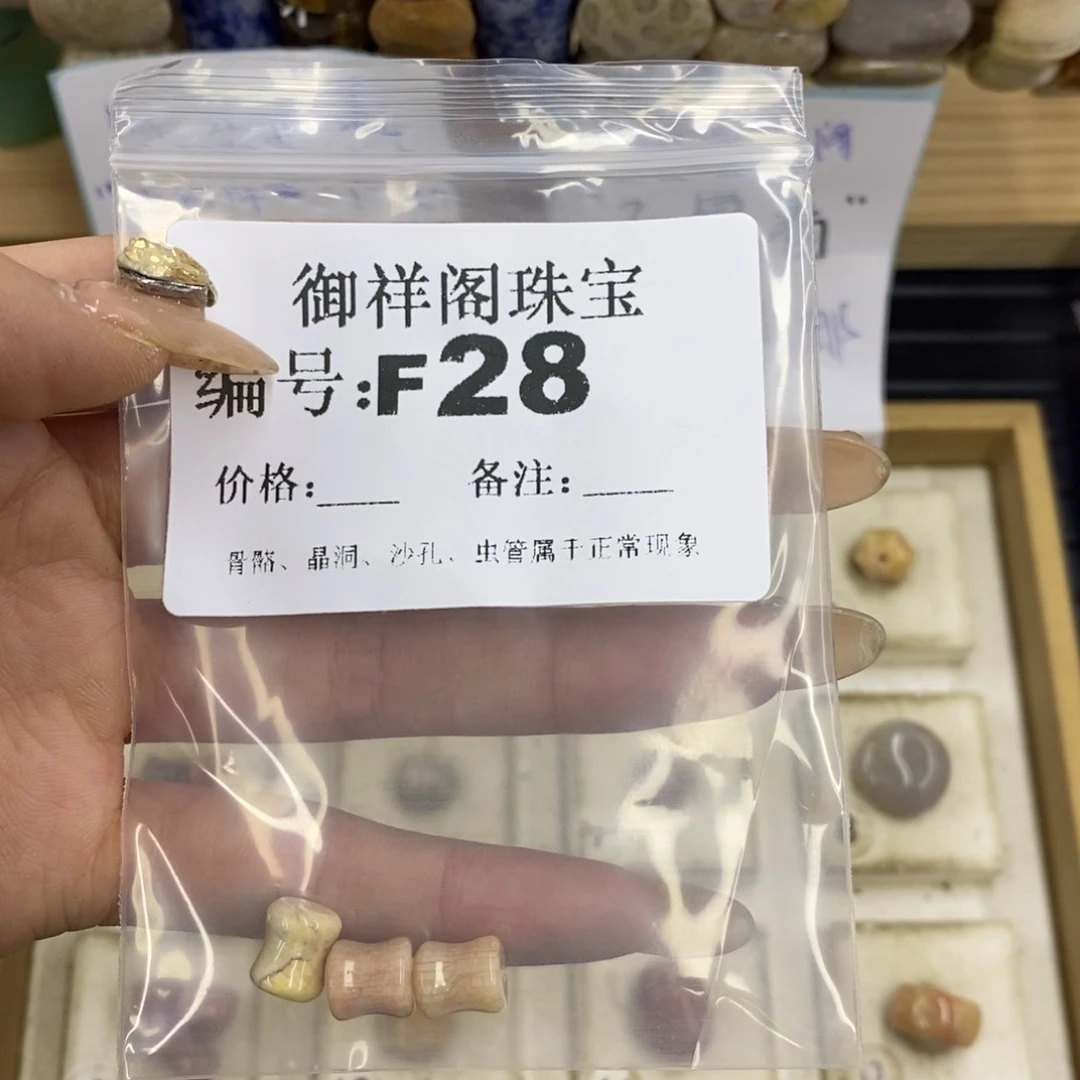 御祥阁珠宝
编号:F28
价格:____ 备注:_____
骨骼、晶洞、沙孔、虫管属于正常现象